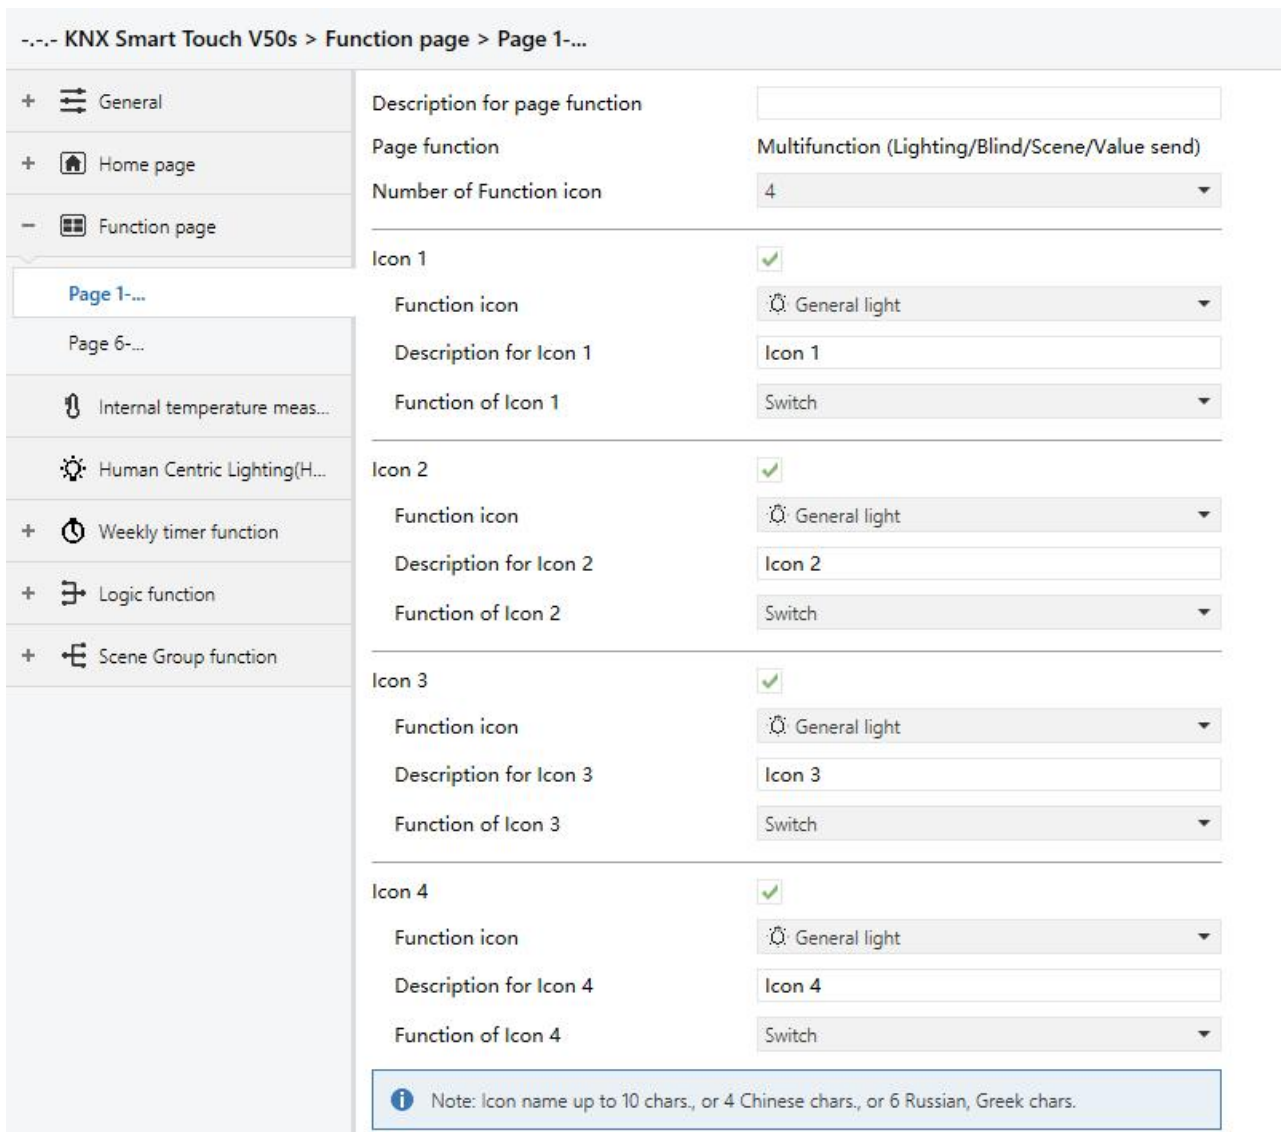 -.-.- KNX Smart Touch V50s > Function page > Page 1-...
+ General
+ Home page
– Function page
Page 1-...
Page 6-...
Internal temperature meas...
Human Centric Lighting(H...
+ Weekly timer function
+ Logic function
+ Scene Group function
Description for page function
Page function Multifunction (Lighting/Blind/Scene/Value send)
Number of Function icon 4
Icon 1
Function icon General light
Description for Icon 1 Icon 1
Function of Icon 1 Switch
Icon 2
Function icon General light
Description for Icon 2 Icon 2
Function of Icon 2 Switch
Icon 3
Function icon General light
Description for Icon 3 Icon 3
Function of Icon 3 Switch
Icon 4
Function icon General light
Description for Icon 4 Icon 4
Function of Icon 4 Switch
Note: Icon name up to 10 chars., or 4 Chinese chars., or 6 Russian, Greek chars.